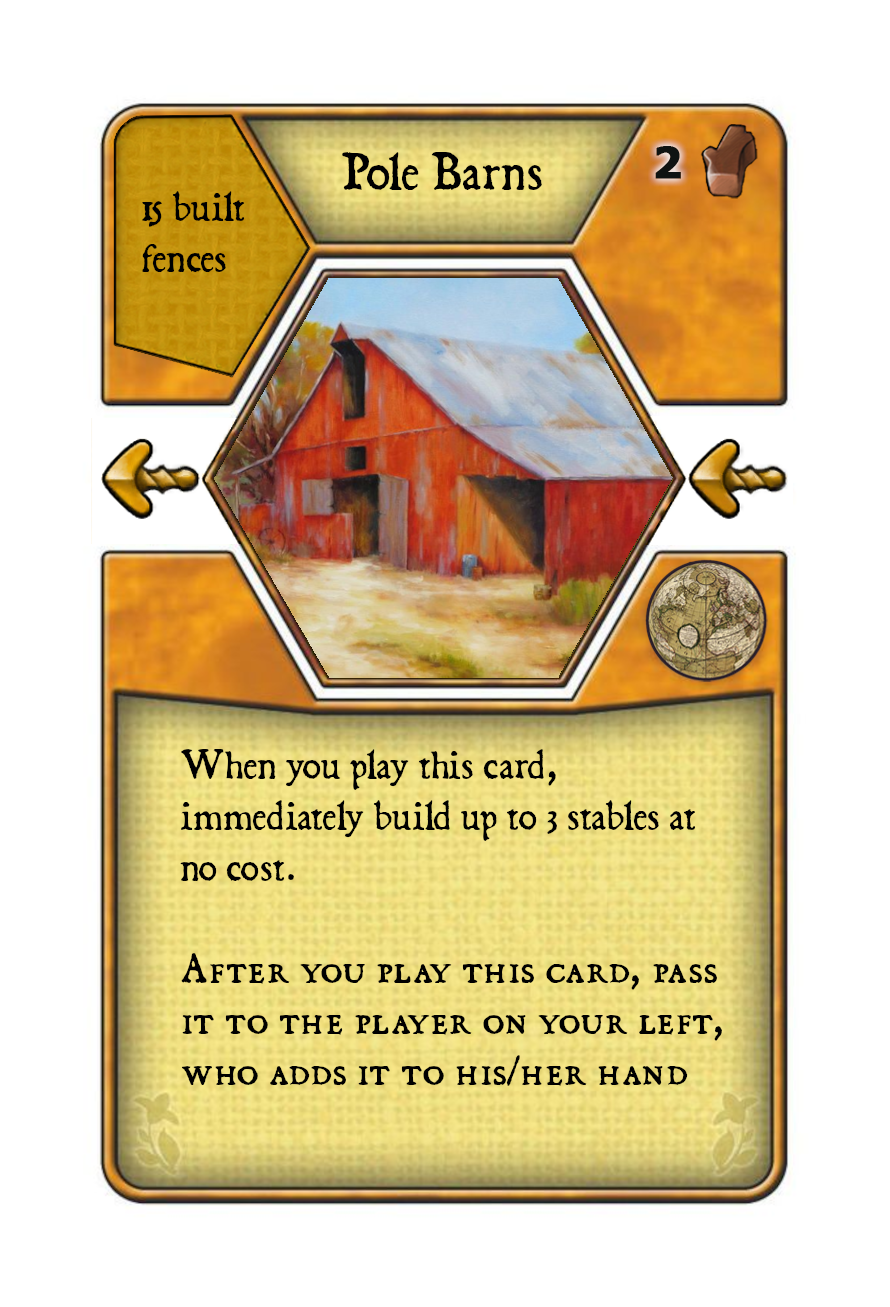 15 built
fences
Pole Barns
2
When you play this card,
immediately build up to 3 stables at
no cost.
After you play this card, pass
it to the player on your left,
who adds it to his/her hand